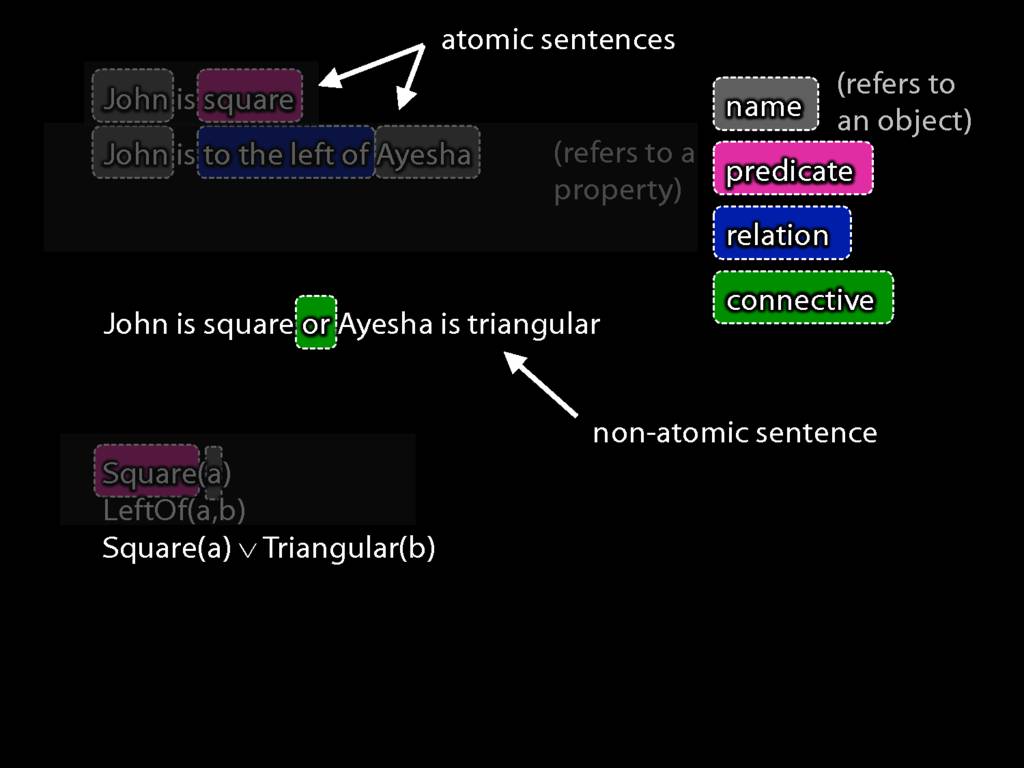 atomic sentences
John is square
John is to the left of Ayesha
(refers to a
property)
name
(refers to
an object)
predicate
relation
connective
John is square or Ayesha is triangular
non-atomic sentence
Square(a)
LeftOf(a,b)
Square(a) ∨ Triangular(b)